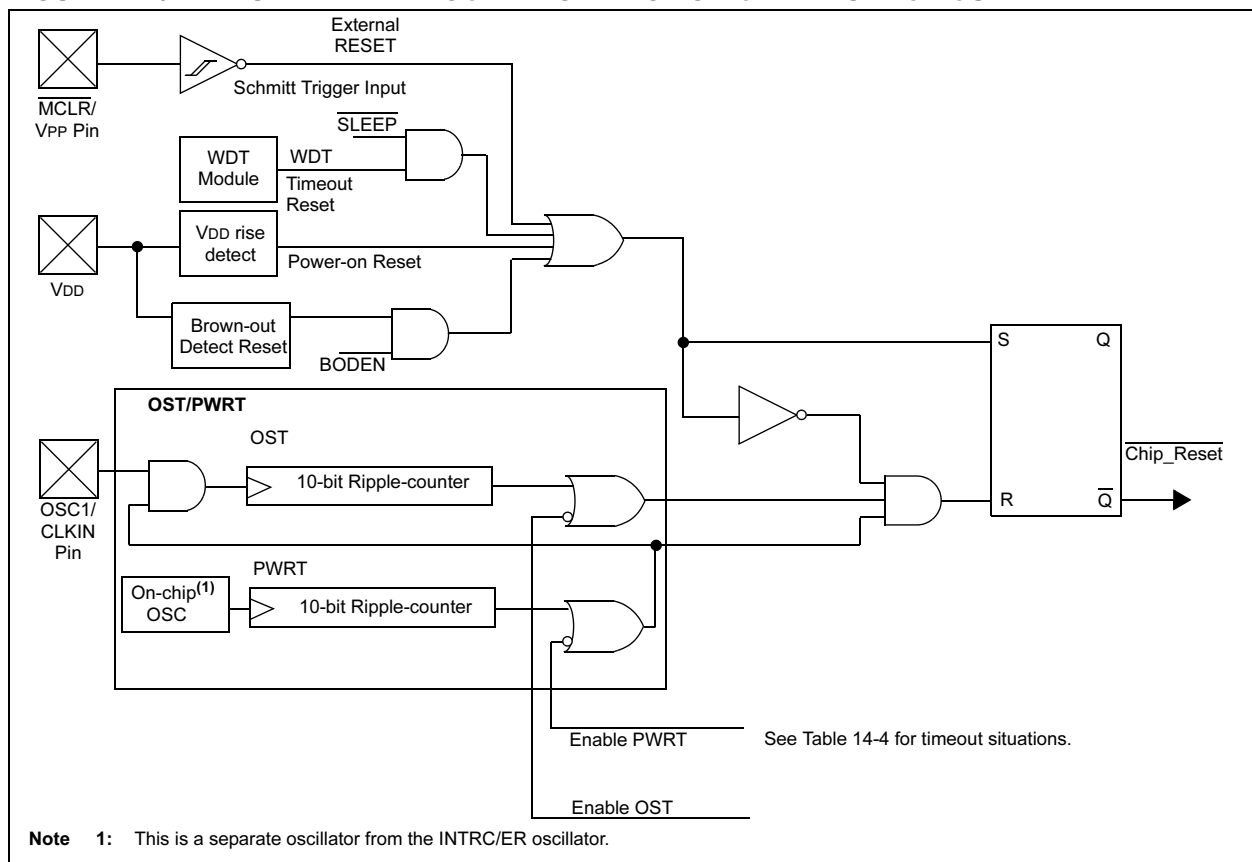 External
RESET
Schmitt Trigger Input
MCLR/
VPP Pin
SLEEP
WDT
Module
WDT
Timeout
Reset
VDD rise
detect
Power-on Reset
VDD
Brown-out
Detect Reset
BODEN
S
Q
OST/PWRT
OST
10-bit Ripple-counter
Chip_Reset
R
Q
OSC1/
CLKIN
Pin
PWRT
On-chip(1)
OSC
10-bit Ripple-counter
Enable PWRT
See Table 14-4 for timeout situations.
Enable OST
Note 1: This is a separate oscillator from the INTRC/ER oscillator.